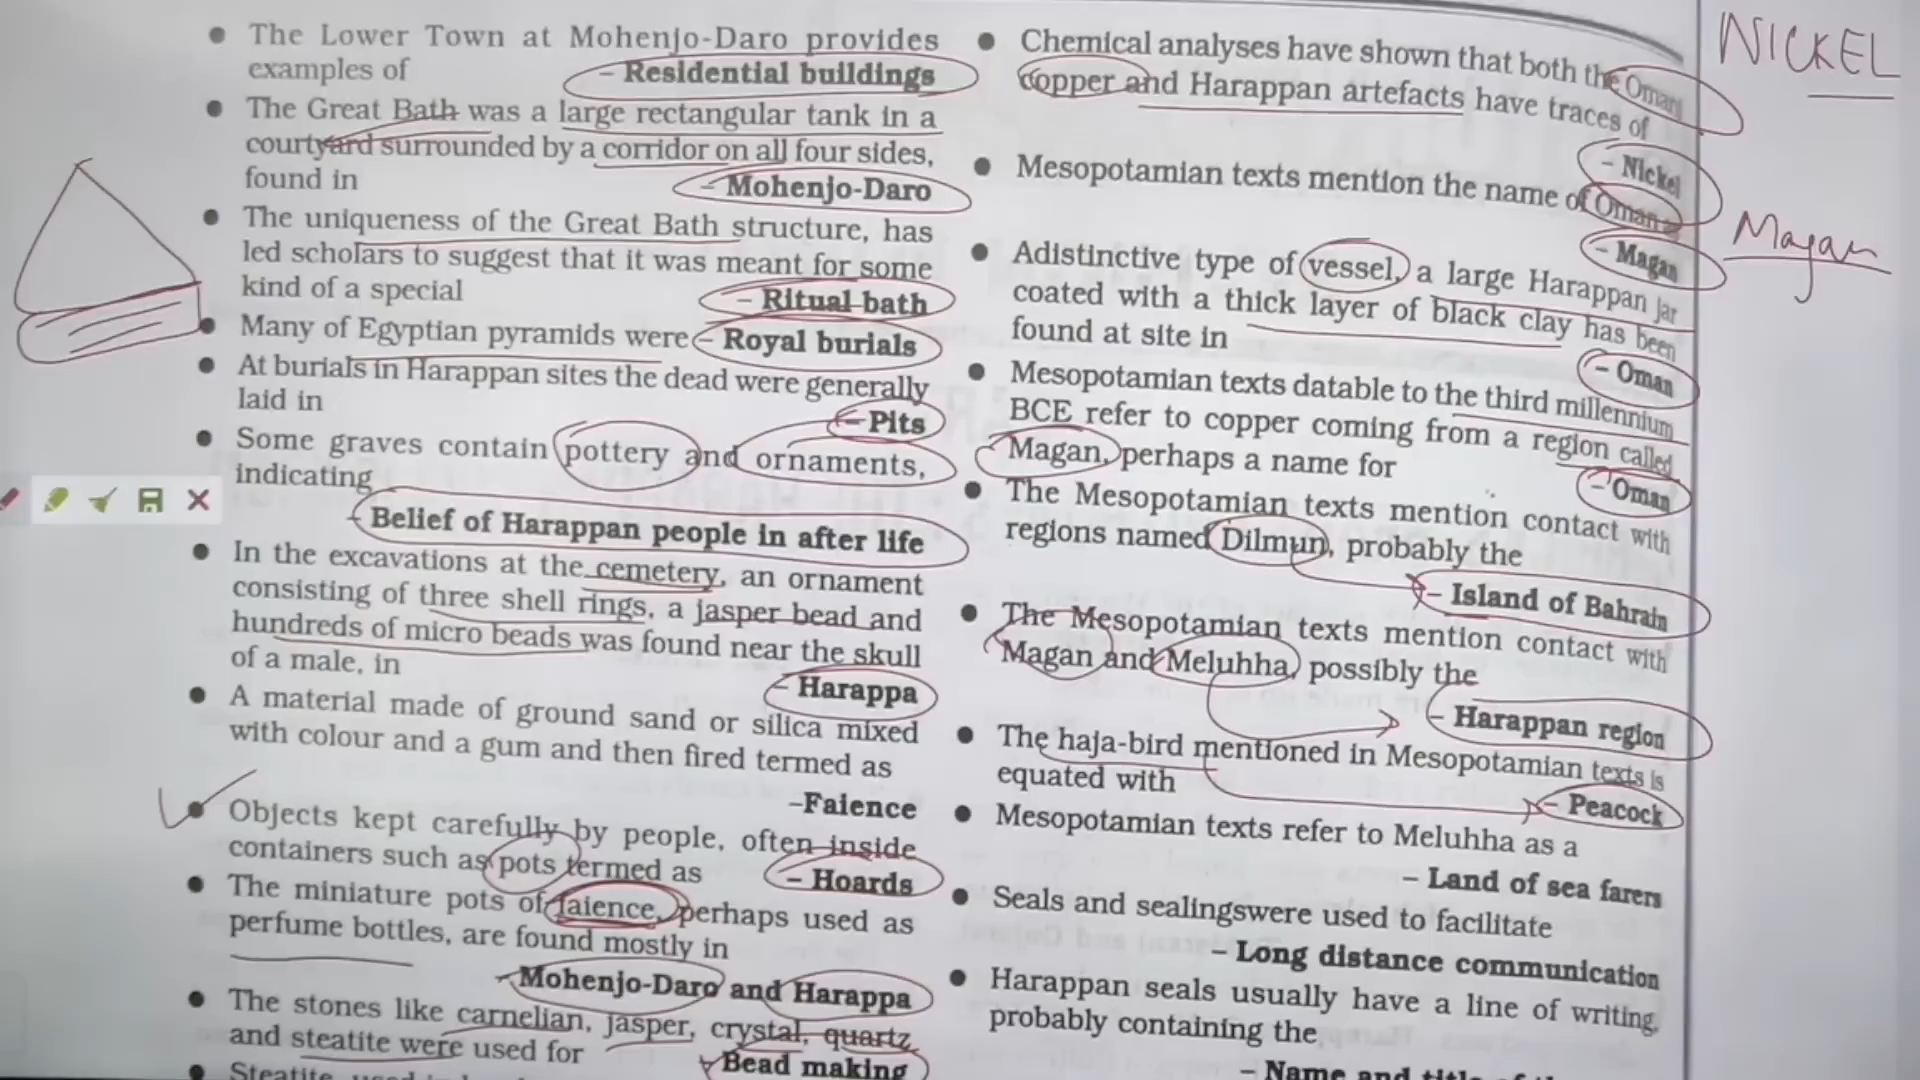 • The Lower Town at Mohenjo-Daro provides
examples of – Residential buildings
• The Great Bath was a large rectangular tank in a
courtyard surrounded by a corridor on all four sides,
found in – Mohenjo-Daro
• The uniqueness of the Great Bath structure, has
led scholars to suggest that it was meant for some
kind of a special – Ritual bath
• Many of Egyptian pyramids were – Royal burials
• At burials in Harappan sites the dead were generally
laid in – Pits
• Some graves contain pottery and ornaments,
indicating
– Belief of Harappan people in after life
• In the excavations at the cemetery, an ornament
consisting of three shell rings, a jasper bead and
hundreds of micro beads was found near the skull
of a male, in – Harappa
• A material made of ground sand or silica mixed
with colour and a gum and then fired termed as
–Faience
• Objects kept carefully by people, often inside
containers such as pots termed as – Hoards
• The miniature pots of faience, perhaps used as
perfume bottles, are found mostly in
– Mohenjo-Daro and Harappa
• The stones like carnelian, jasper, crystal, quartz
and steatite were used for – Bead making
• Steatite, used in
• Chemical analyses have shown that both the Oman
copper and Harappan artefacts have traces of
– Nickel
• Mesopotamian texts mention the name of Oman as
– Magan
• Adistinctive type of vessel, a large Harappan jar
coated with a thick layer of black clay has been
found at site in – Oman
• Mesopotamian texts datable to the third millennium
BCE refer to copper coming from a region called
Magan, perhaps a name for – Oman
• The Mesopotamian texts mention contact with
regions named Dilmun, probably the
– Island of Bahrain
• The Mesopotamian texts mention contact with
Magan and Meluhha, possibly the
– Harappan region
• The haja-bird mentioned in Mesopotamian texts is
equated with – Peacock
• Mesopotamian texts refer to Meluhha as a
– Land of sea farers
• Seals and sealingswere used to facilitate
– Long distance communication
• Harappan seals usually have a line of writing,
probably containing the
– Name and title of
NICKEL
Magan